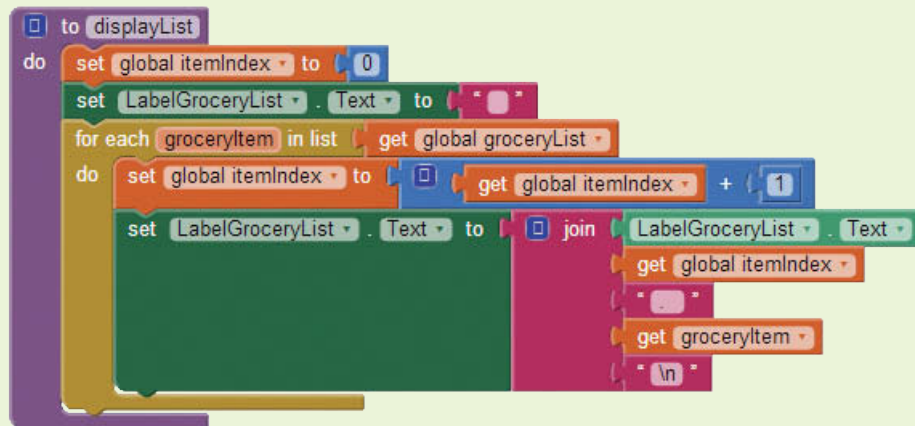 to displayList
do set global itemIndex to 0
set LabelGroceryList . Text to " "
for each groceryItem in list get global groceryList
do set global itemIndex to get global itemIndex + 1
set LabelGroceryList . Text to join LabelGroceryList . Text
get global itemIndex
" . "
get groceryItem
" \n "